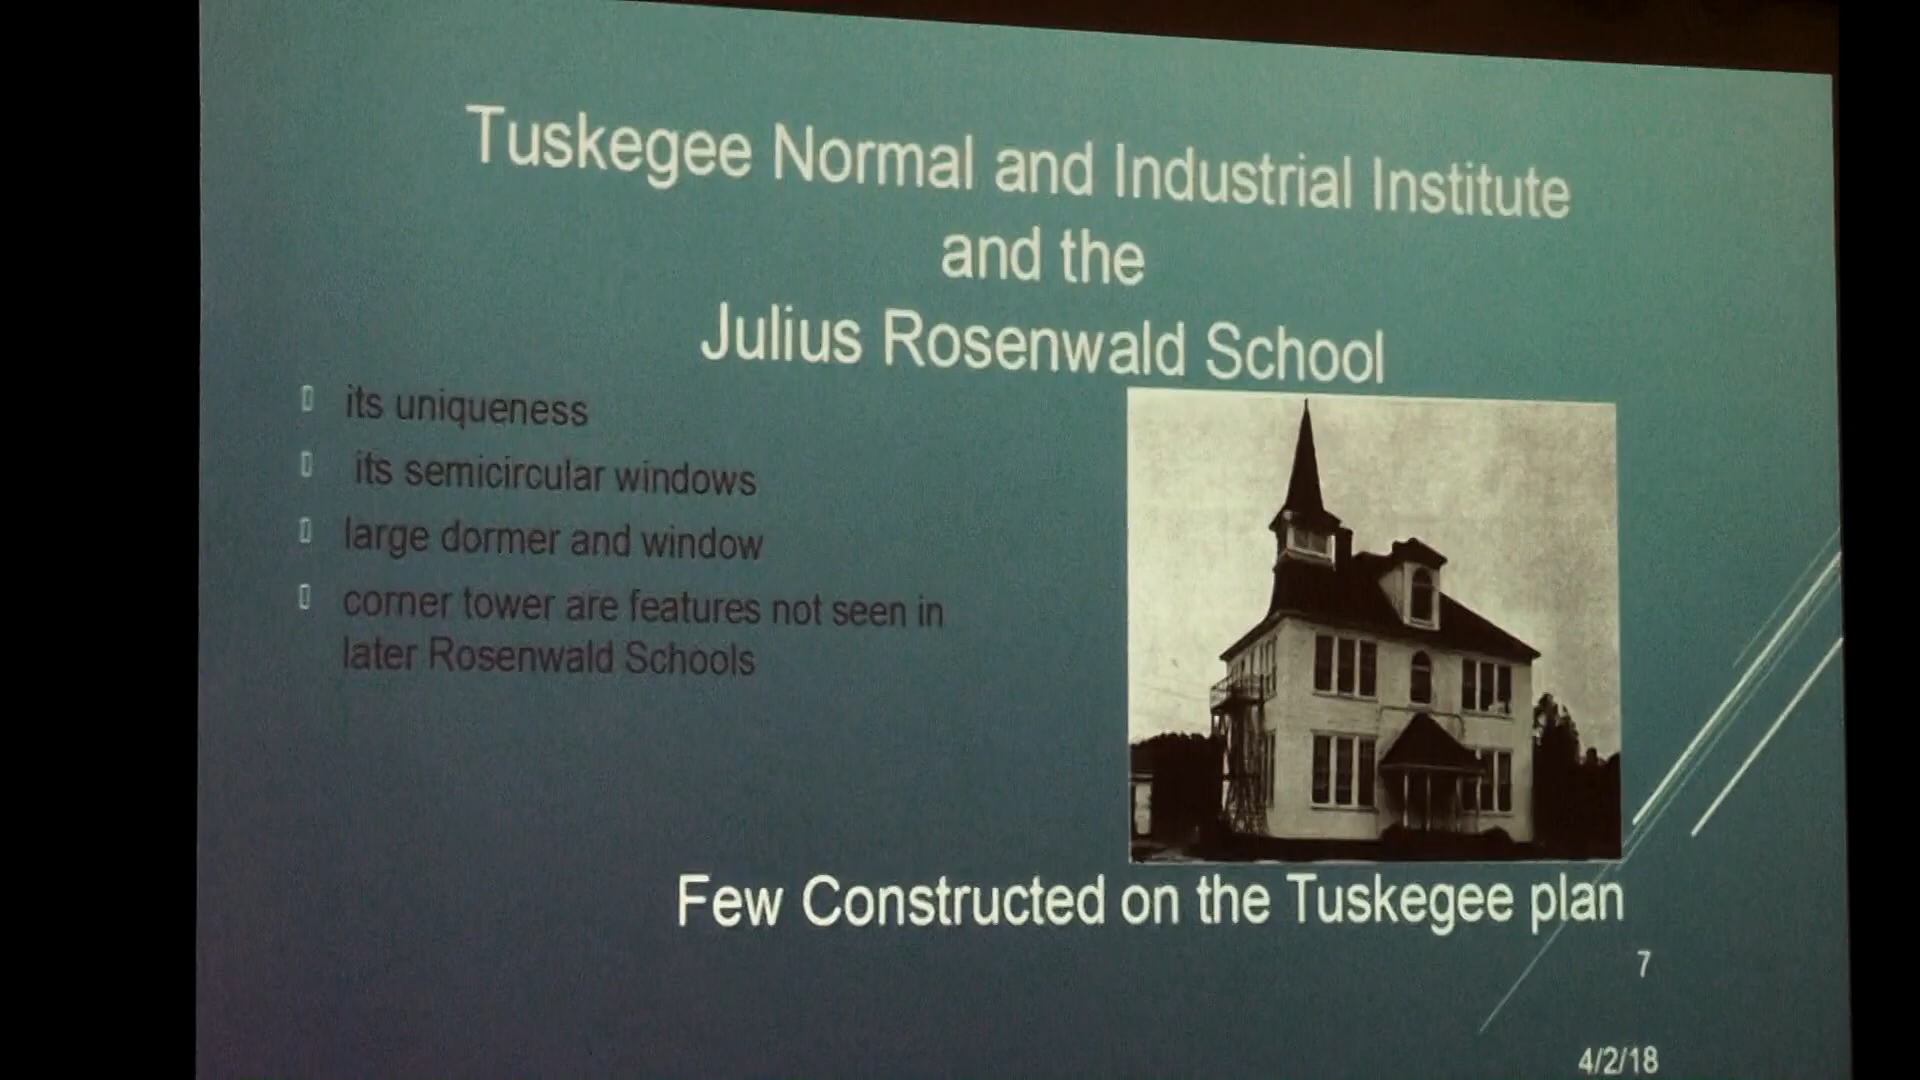 Tuskegee Normal and Industrial Institute
and the
Julius Rosenwald School
its uniqueness
its semicircular windows
large dormer and window
corner tower are features not seen in
later Rosenwald Schools
Few Constructed on the Tuskegee plan
7
4/2/18